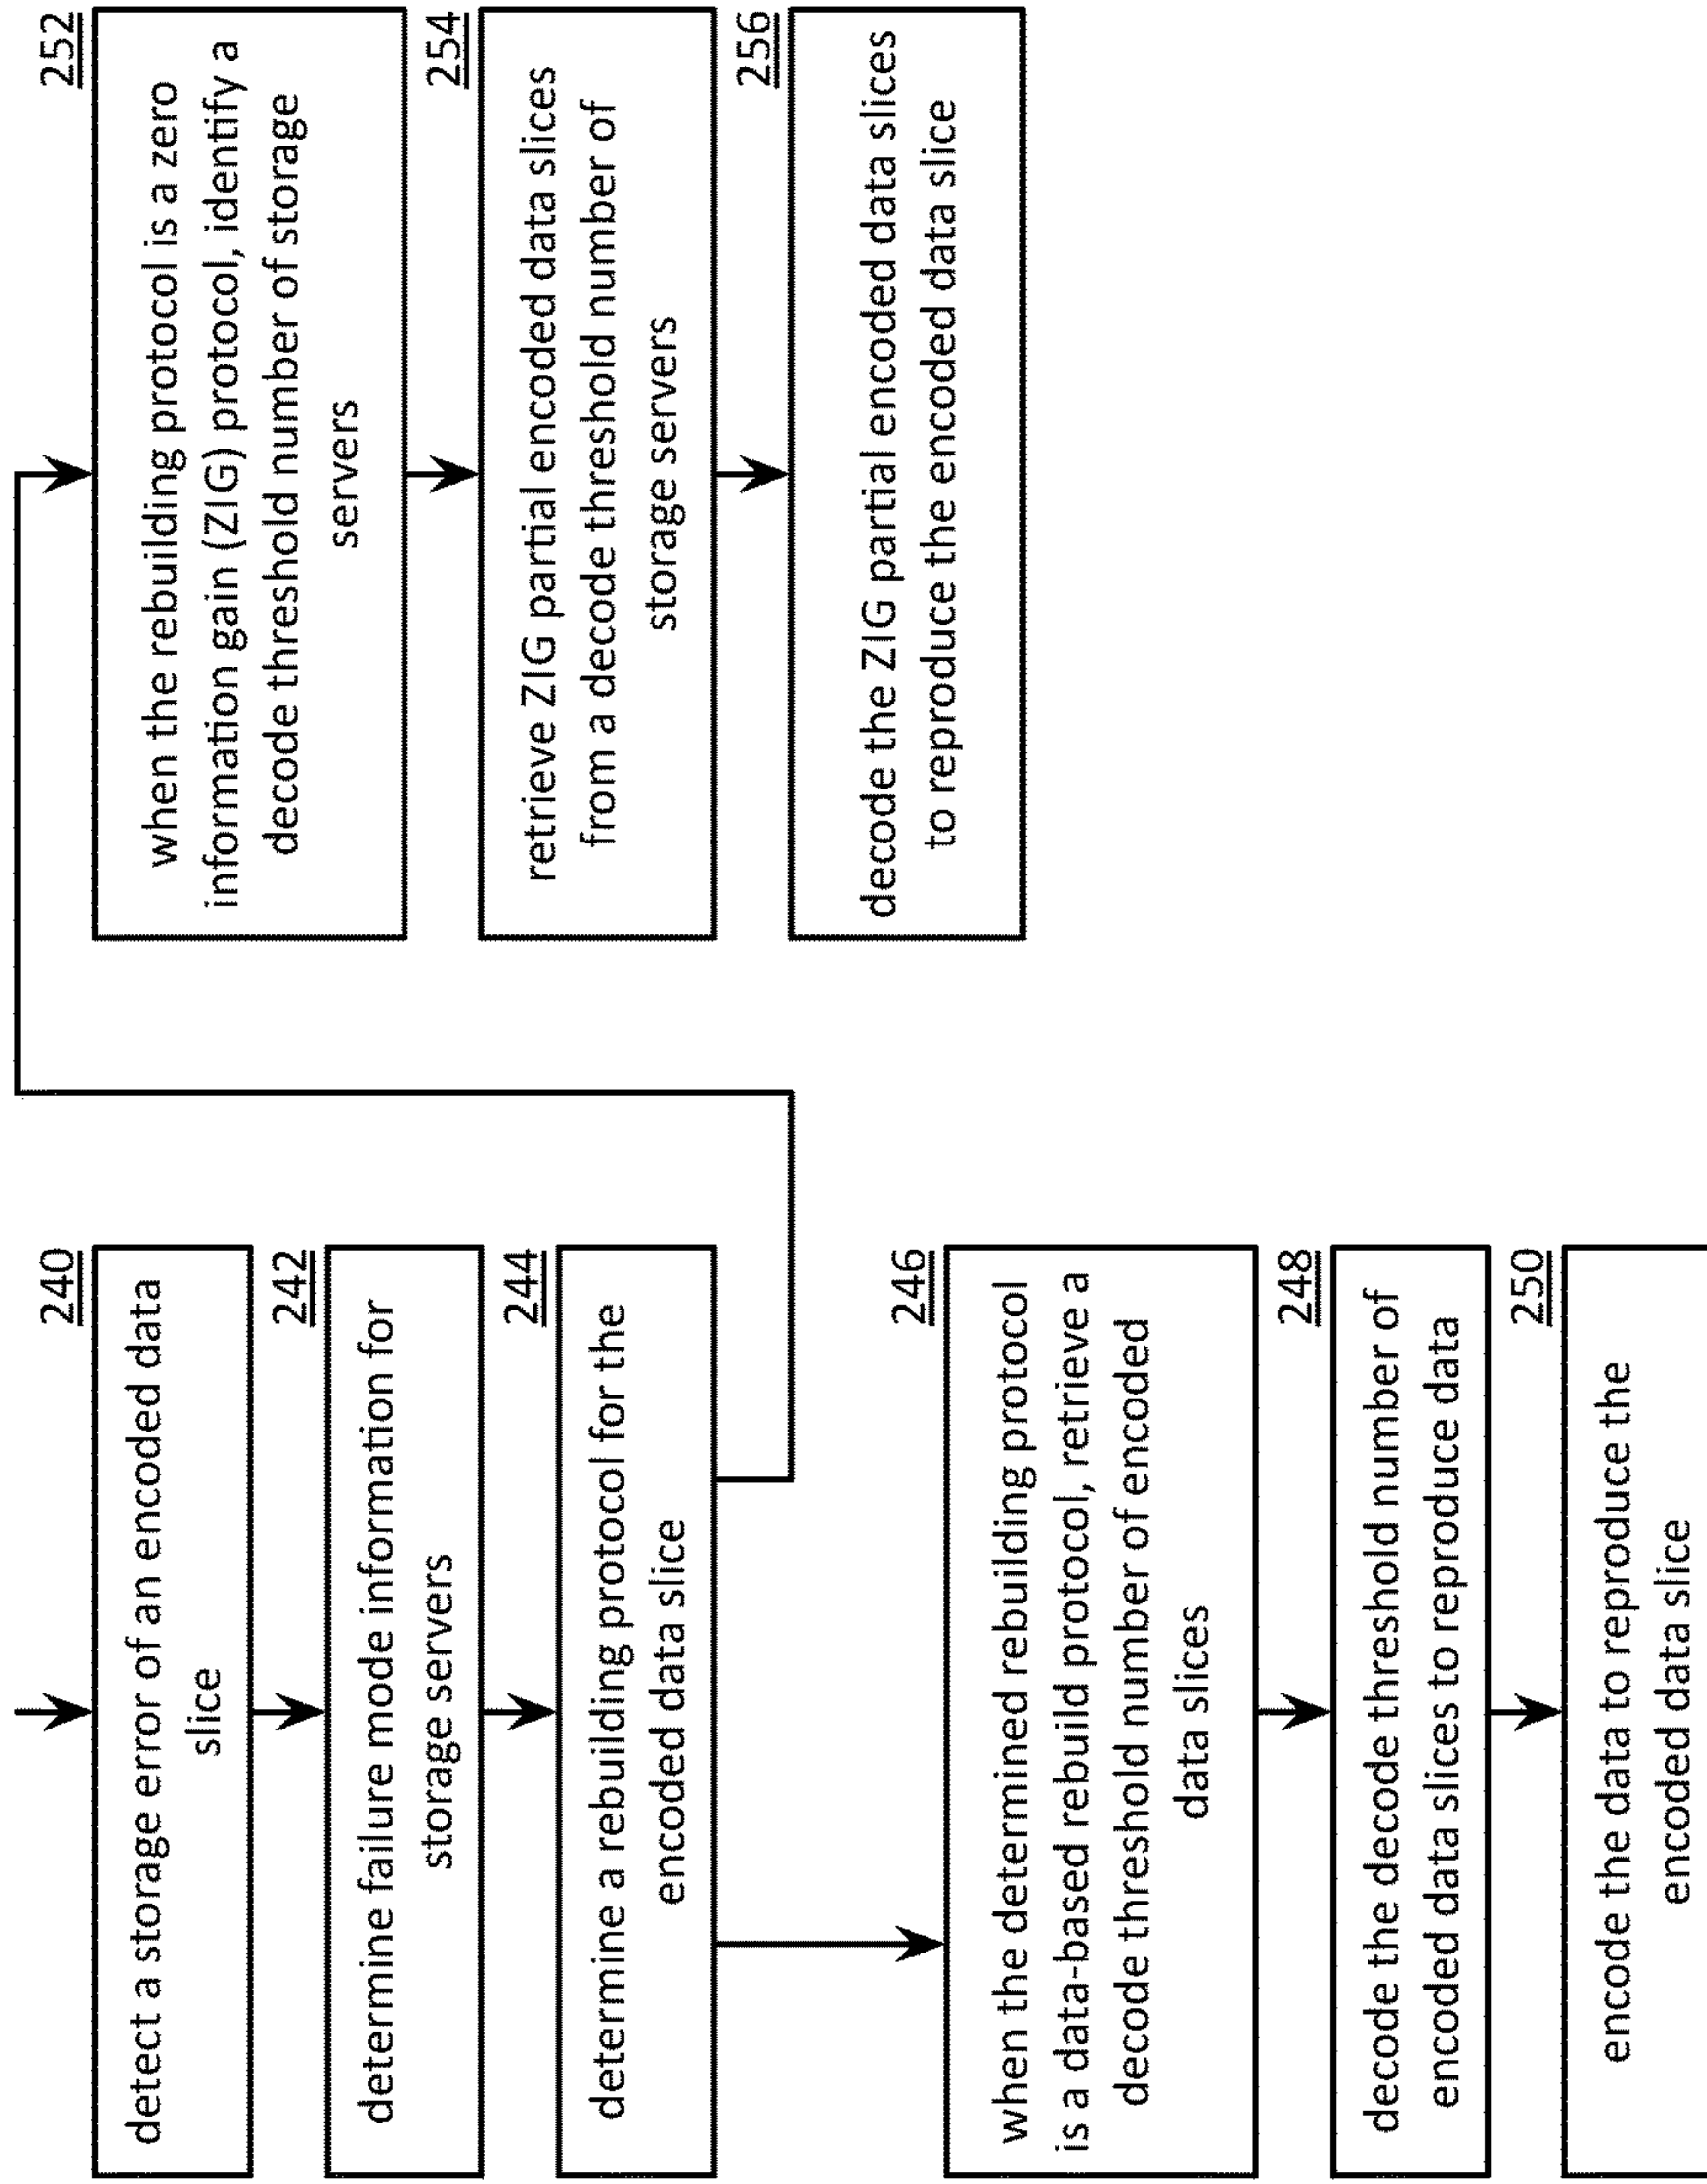 240
detect a storage error of an encoded data
slice
242
determine failure mode information for
storage servers
244
determine a rebuilding protocol for the
encoded data slice
246
when the determined rebuilding protocol
is a data-based rebuild protocol, retrieve a
decode threshold number of encoded
data slices
248
decode the decode threshold number of
encoded data slices to reproduce data
250
encode the data to reproduce the
encoded data slice
252
when the rebuilding protocol is a zero
information gain (ZIG) protocol, identify a
decode threshold number of storage
servers
254
retrieve ZIG partial encoded data slices
from a decode threshold number of
storage servers
256
decode the ZIG partial encoded data slices
to reproduce the encoded data slice